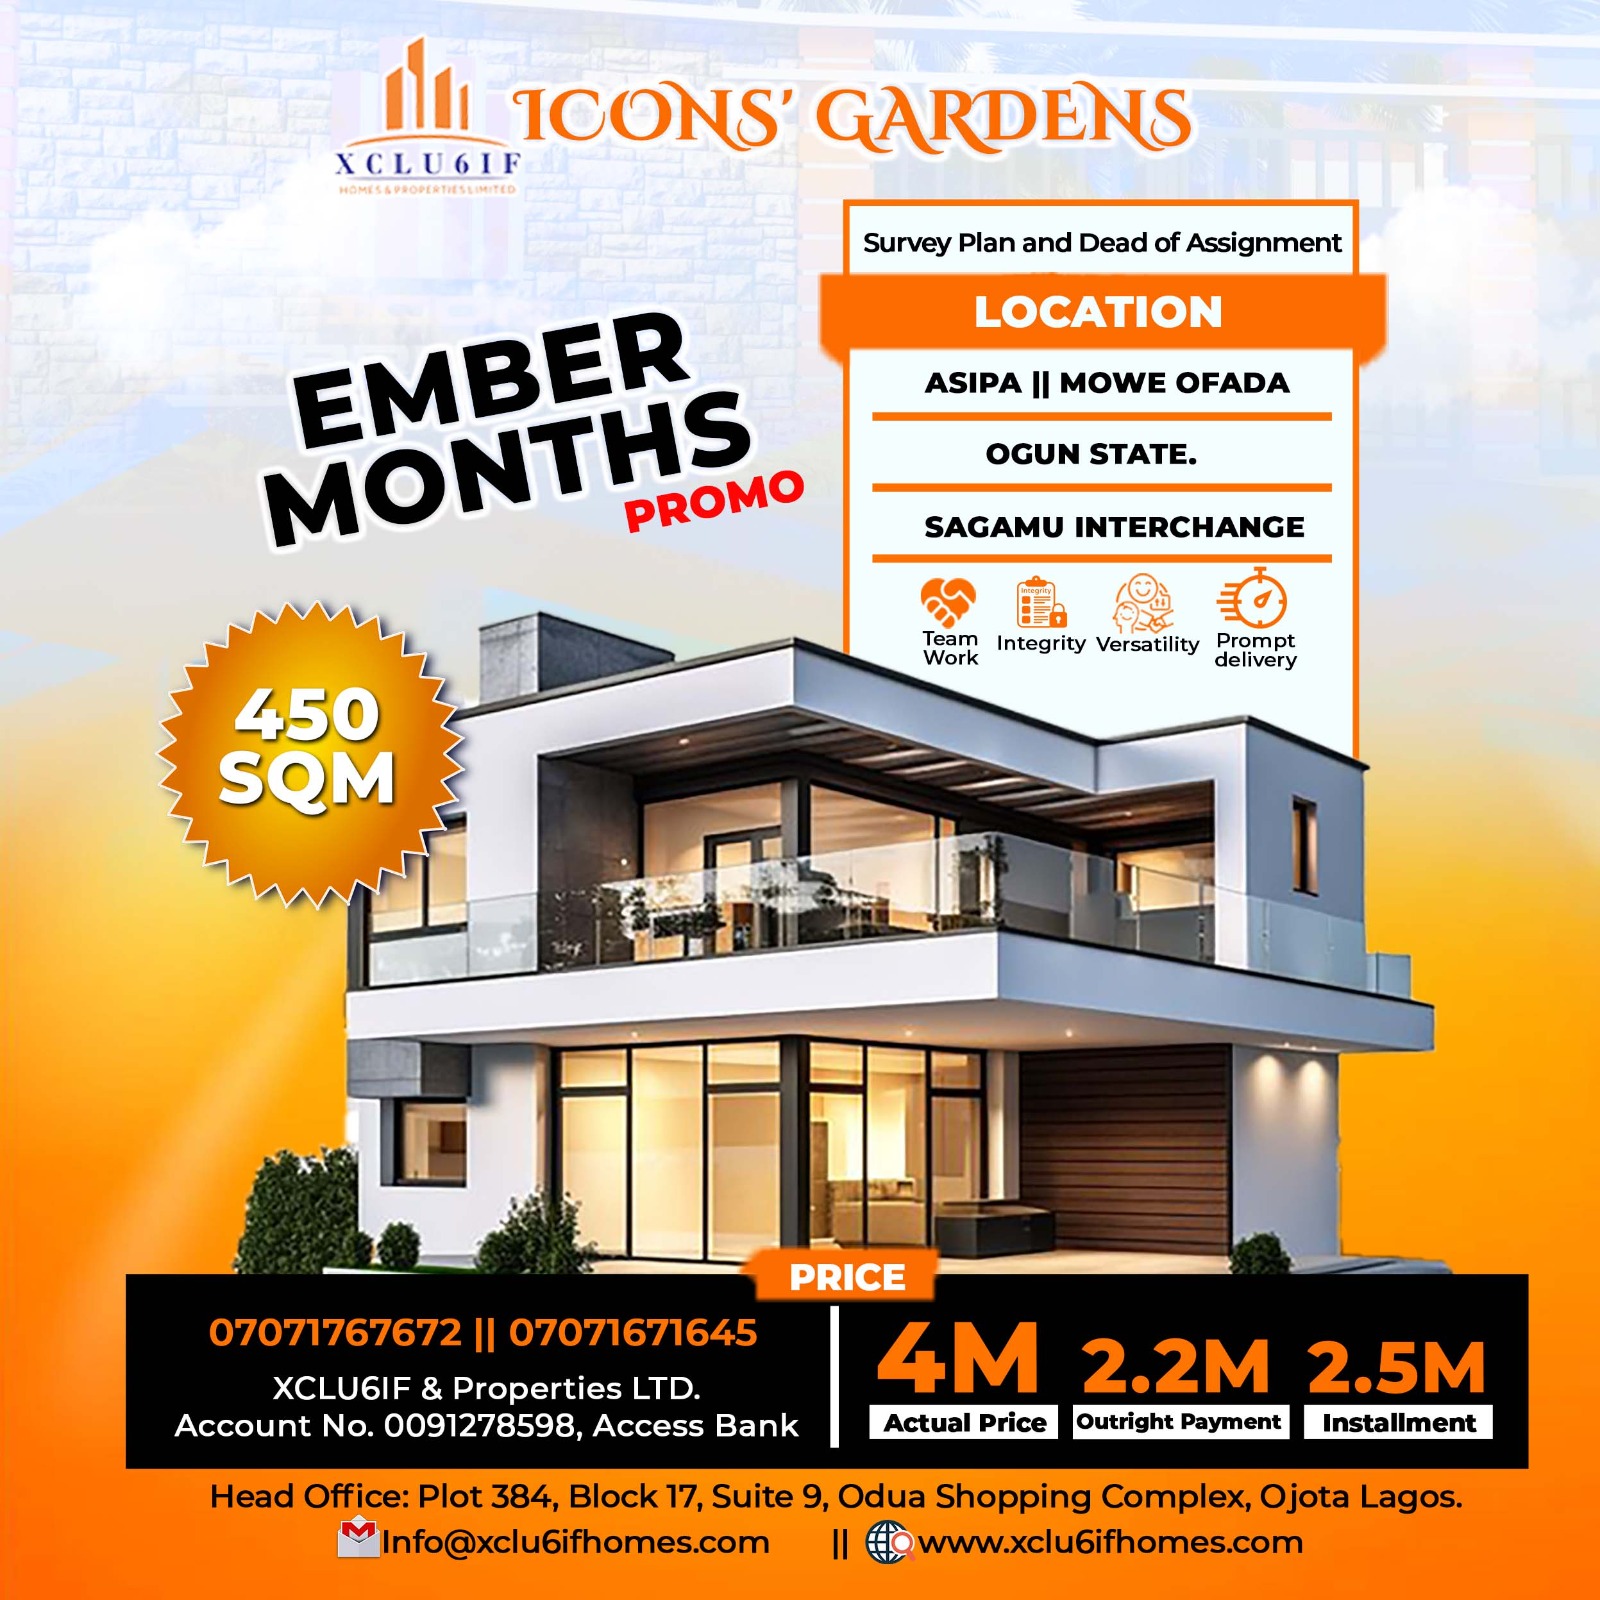 XCLU6IF
HOMES & PROPERTIES LIMITED
ICONS' GARDENS
Survey Plan and Dead of Assignment
LOCATION
ASIPA || MOWE OFADA
OGUN STATE.
SAGAMU INTERCHANGE
Integrity
Team
Work
Integrity
Versatility
Prompt
delivery
EMBER
MONTHS
PROMO
450
SQM
PRICE
07071767672 || 07071671645
XCLU6IF & Properties LTD.
Account No. 0091278598, Access Bank
4M
Actual Price
2.2M
Outright Payment
2.5M
Installment
Head Office: Plot 384, Block 17, Suite 9, Odua Shopping Complex, Ojota Lagos.
Info@xclu6ifhomes.com || www.xclu6ifhomes.com